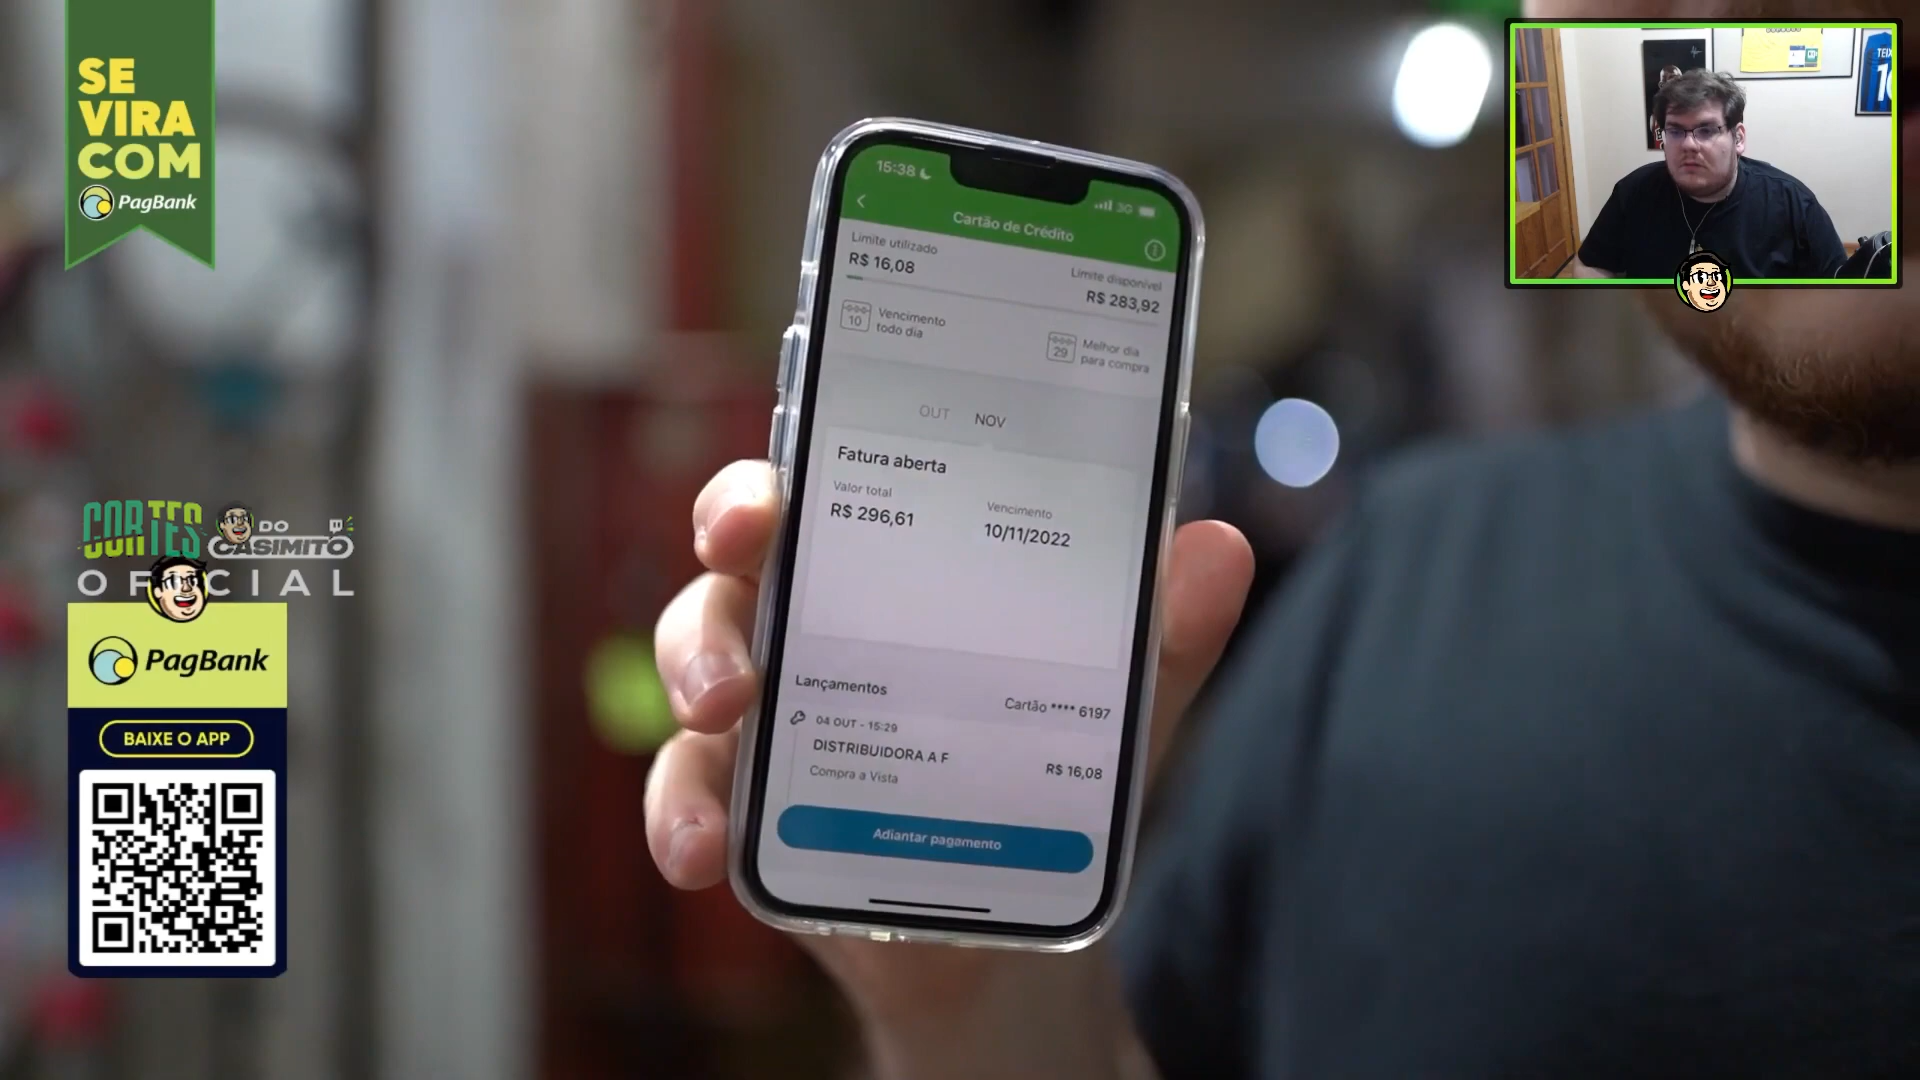 SE
VIRA
COM
PagBank
15:38
3G
Cartão de Crédito
Limite utilizado
R$ 16,08
Limite disponível
R$ 283,92
10
Vencimento
todo dia
29
Melhor dia
para compra
OUT NOV
Fatura aberta
Valor total
R$ 296,61
Vencimento
10/11/2022
Lançamentos
Cartão **** 6197
04 OUT - 15:29
DISTRIBUIDORA A F
R$ 16,08
Compra a Vista
Adiantar pagamento
CORTES DO
CASIMITO
OFICIAL
PagBank
BAIXE O APP